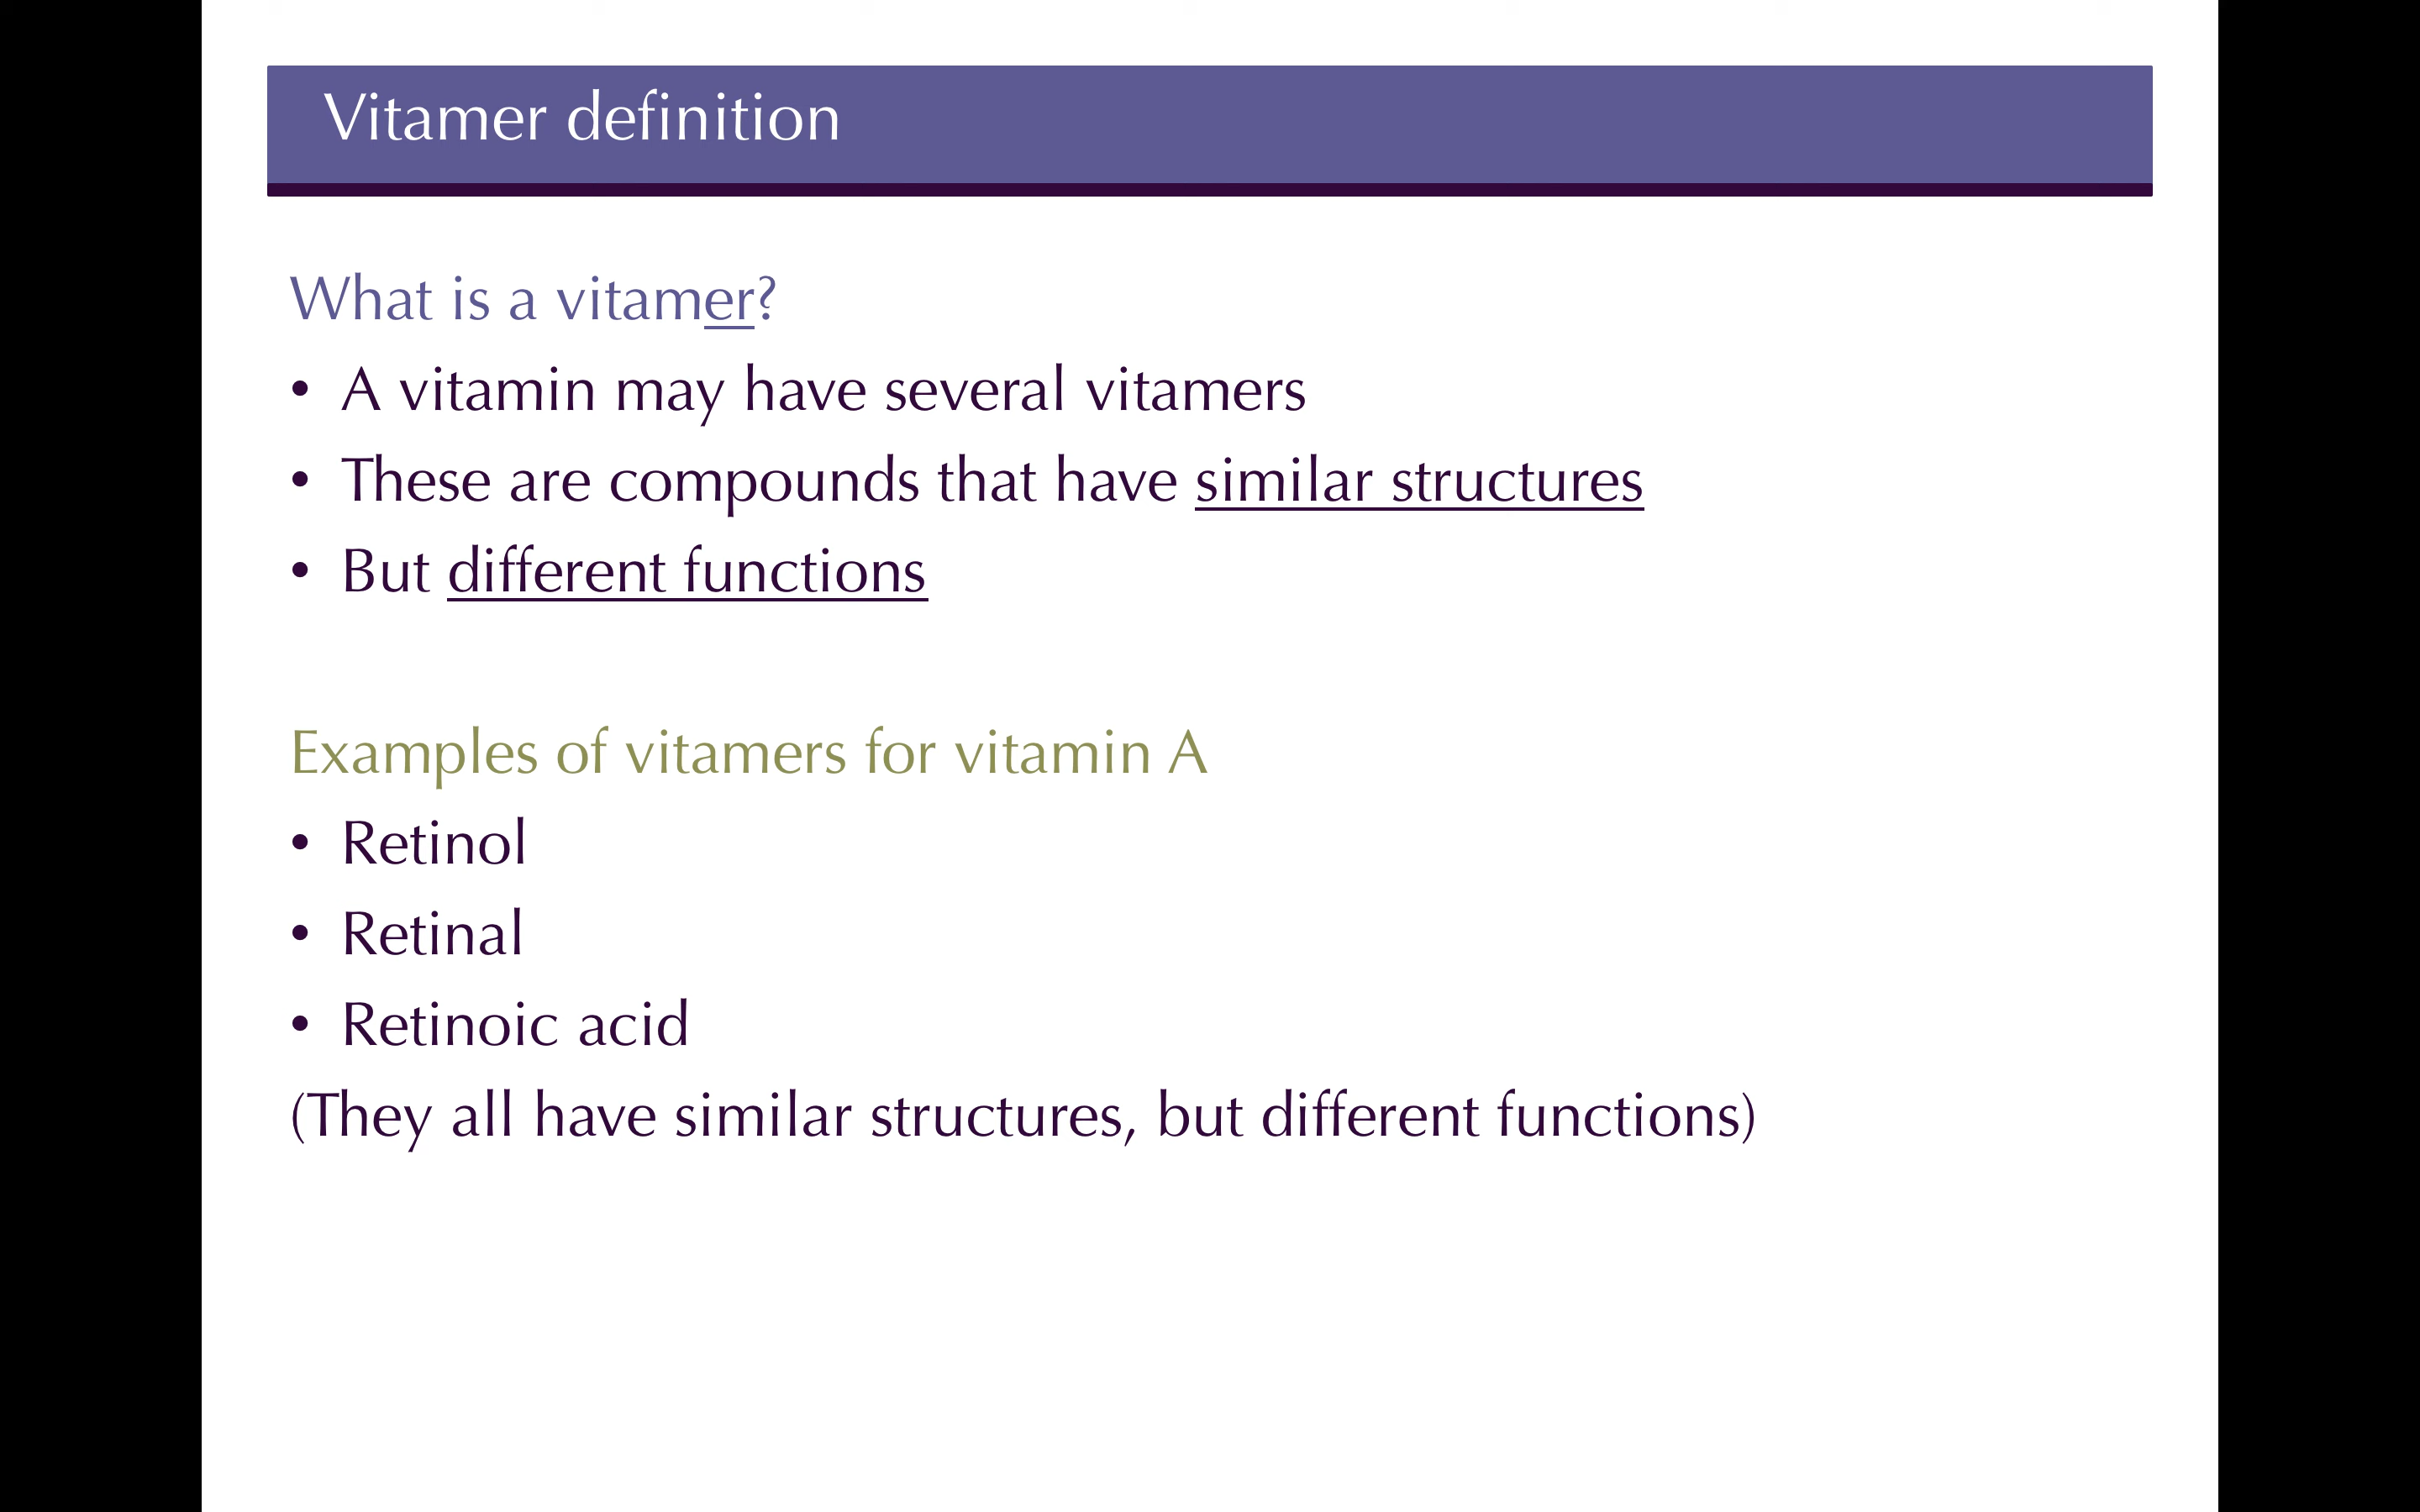 Vitamer definition
What is a vitamer?
• A vitamin may have several vitamers
• These are compounds that have similar structures
• But different functions
Examples of vitamers for vitamin A
• Retinol
• Retinal
• Retinoic acid
(They all have similar structures, but different functions)